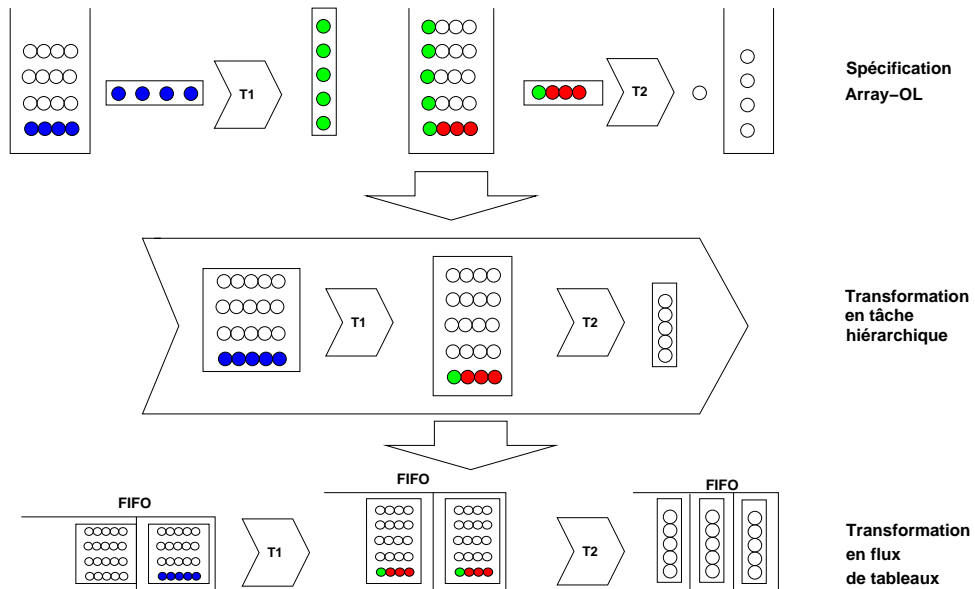 T1
T2
Spécification
Array–OL
T1
T2
Transformation
en tâche
hiérarchique
FIFO
FIFO
FIFO
T1
T2
Transformation
en flux
de tableaux